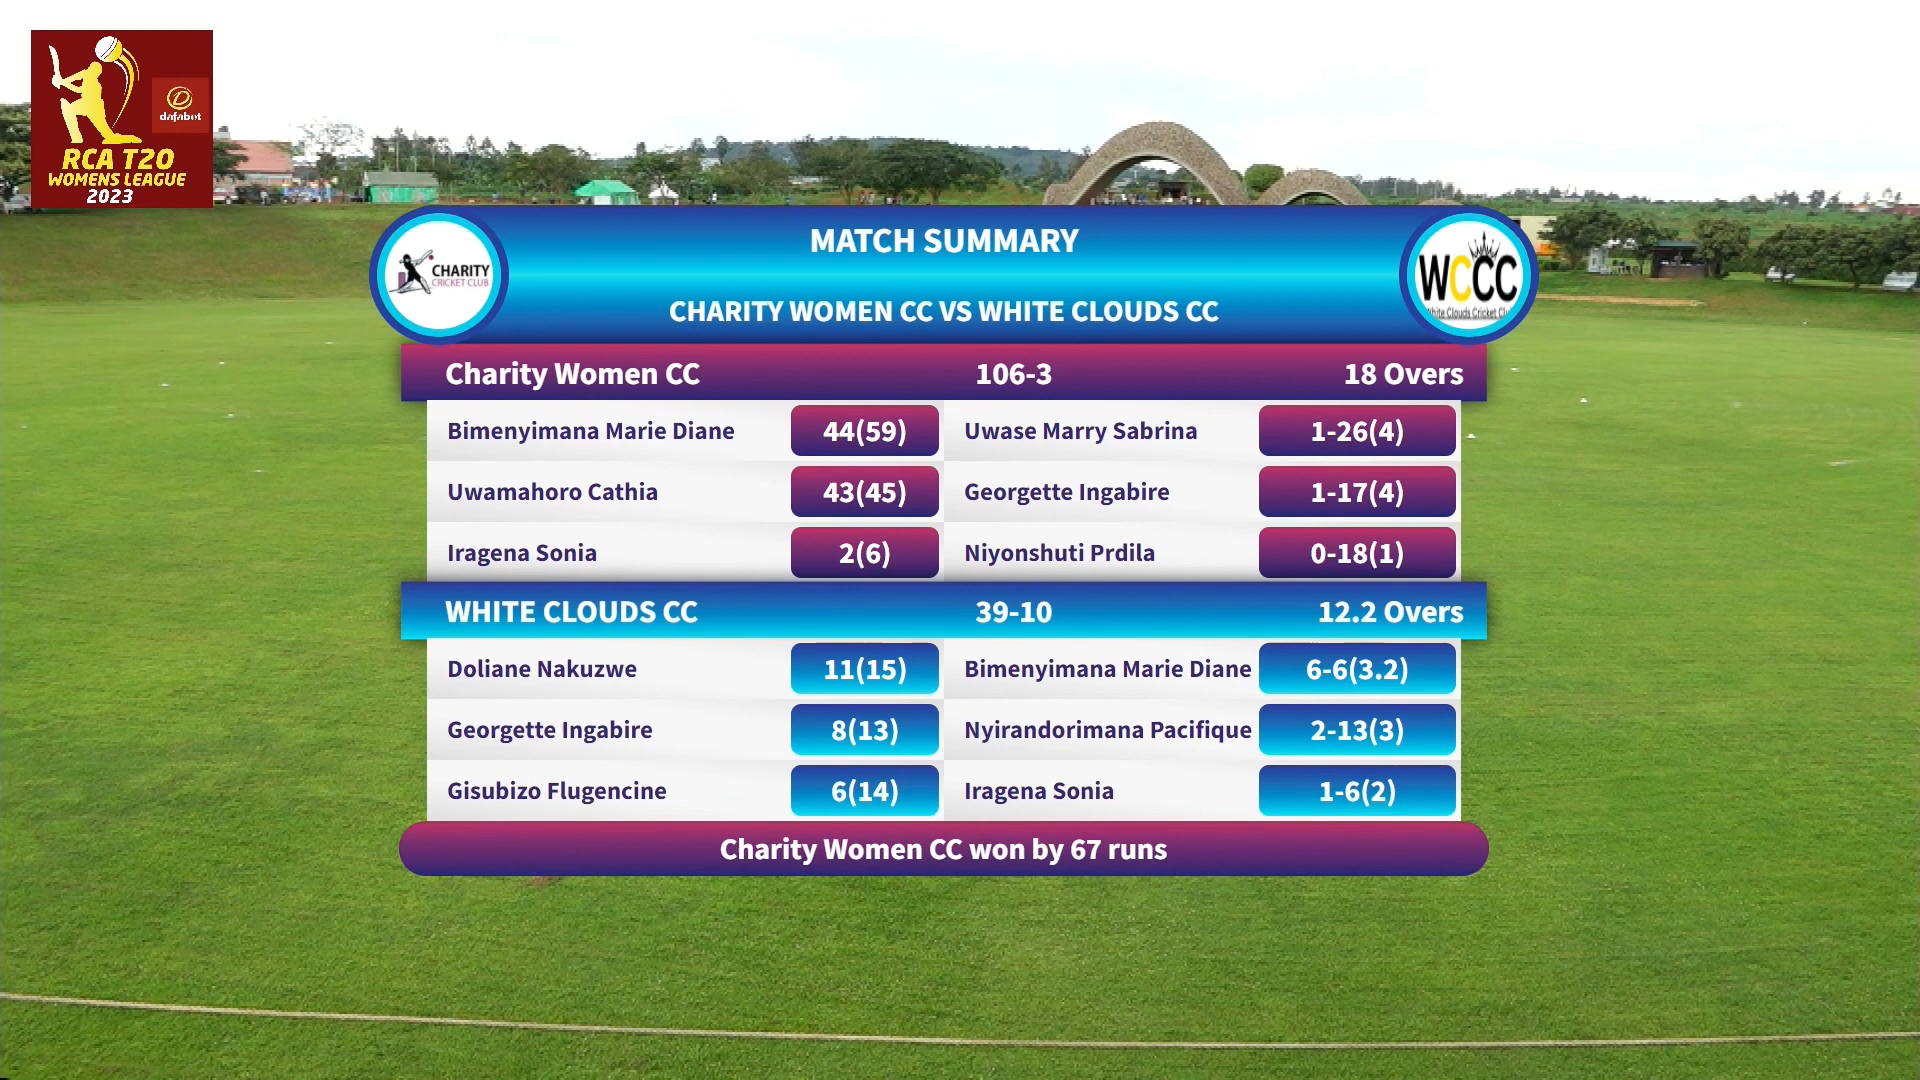 dafabet
RCA T20
WOMENS LEAGUE
2023
MATCH SUMMARY
CHARITY WOMEN CC VS WHITE CLOUDS CC
CHARITY
CRICKET CLUB
WCCC
White Clouds Cricket Clu
Charity Women CC 106-3 18 Overs
Bimenyimana Marie Diane 44(59) Uwase Marry Sabrina 1-26(4)
Uwamahoro Cathia 43(45) Georgette Ingabire 1-17(4)
Iragena Sonia 2(6) Niyonshuti Prdila 0-18(1)
WHITE CLOUDS CC 39-10 12.2 Overs
Doliane Nakuzwe 11(15) Bimenyimana Marie Diane 6-6(3.2)
Georgette Ingabire 8(13) Nyirandorimana Pacifique 2-13(3)
Gisubizo Flugencine 6(14) Iragena Sonia 1-6(2)
Charity Women CC won by 67 runs